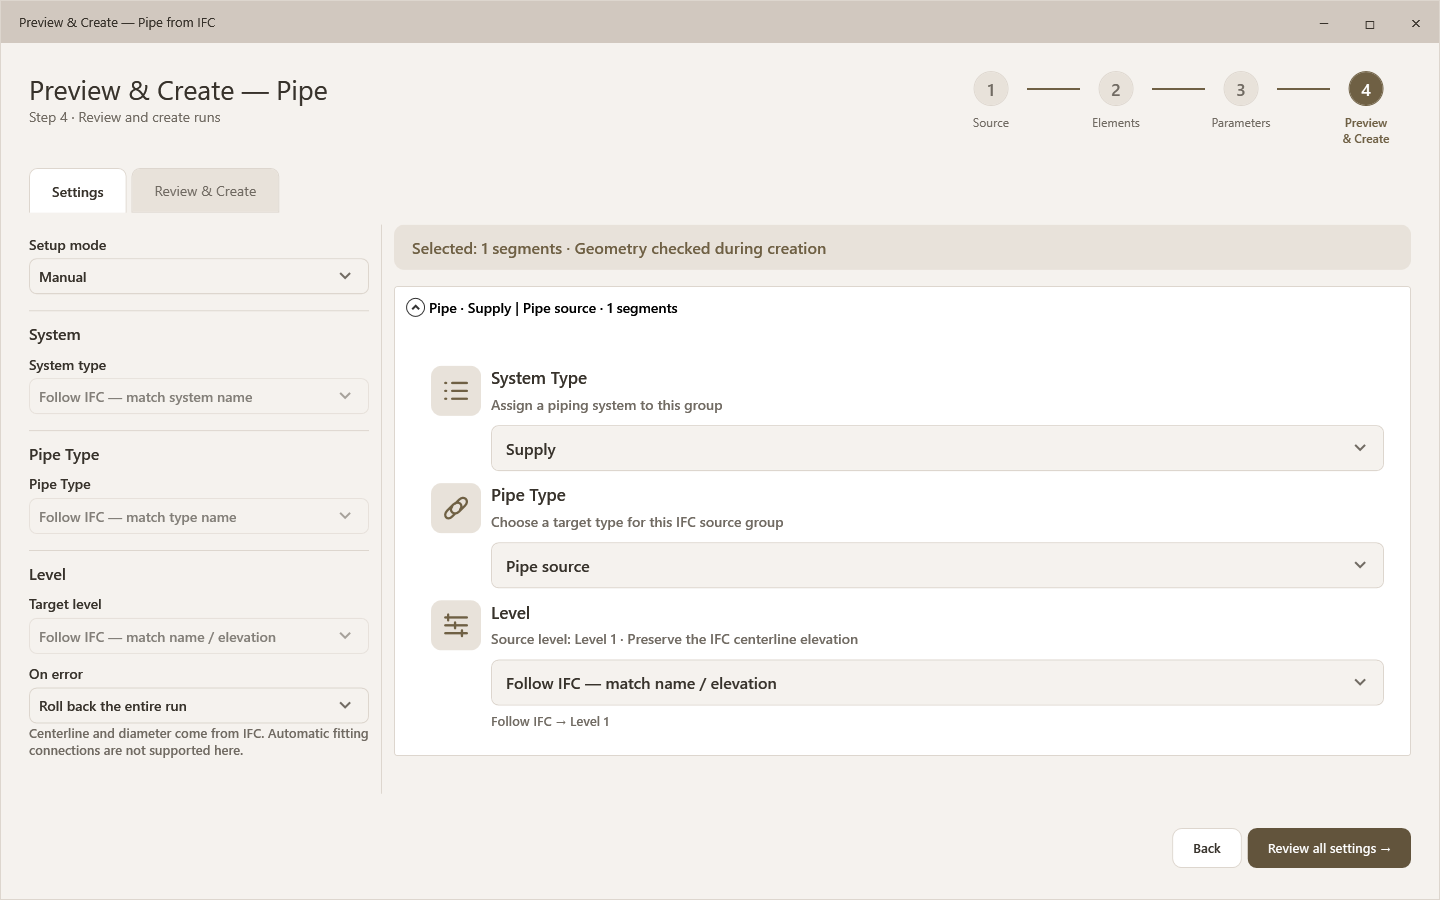 Preview & Create — Pipe from IFC
Preview & Create — Pipe
Step 4 · Review and create runs
1
Source
2
Elements
3
Parameters
4
Preview
& Create
Settings
Review & Create
Setup mode
Manual
System
System type
Follow IFC — match system name
Pipe Type
Pipe Type
Follow IFC — match type name
Level
Target level
Follow IFC — match name / elevation
On error
Roll back the entire run
Centerline and diameter come from IFC. Automatic fitting
connections are not supported here.
Selected: 1 segments · Geometry checked during creation
Pipe · Supply | Pipe source · 1 segments
System Type
Assign a piping system to this group
Supply
Pipe Type
Choose a target type for this IFC source group
Pipe source
Level
Source level: Level 1 · Preserve the IFC centerline elevation
Follow IFC — match name / elevation
Follow IFC → Level 1
Back
Review all settings →